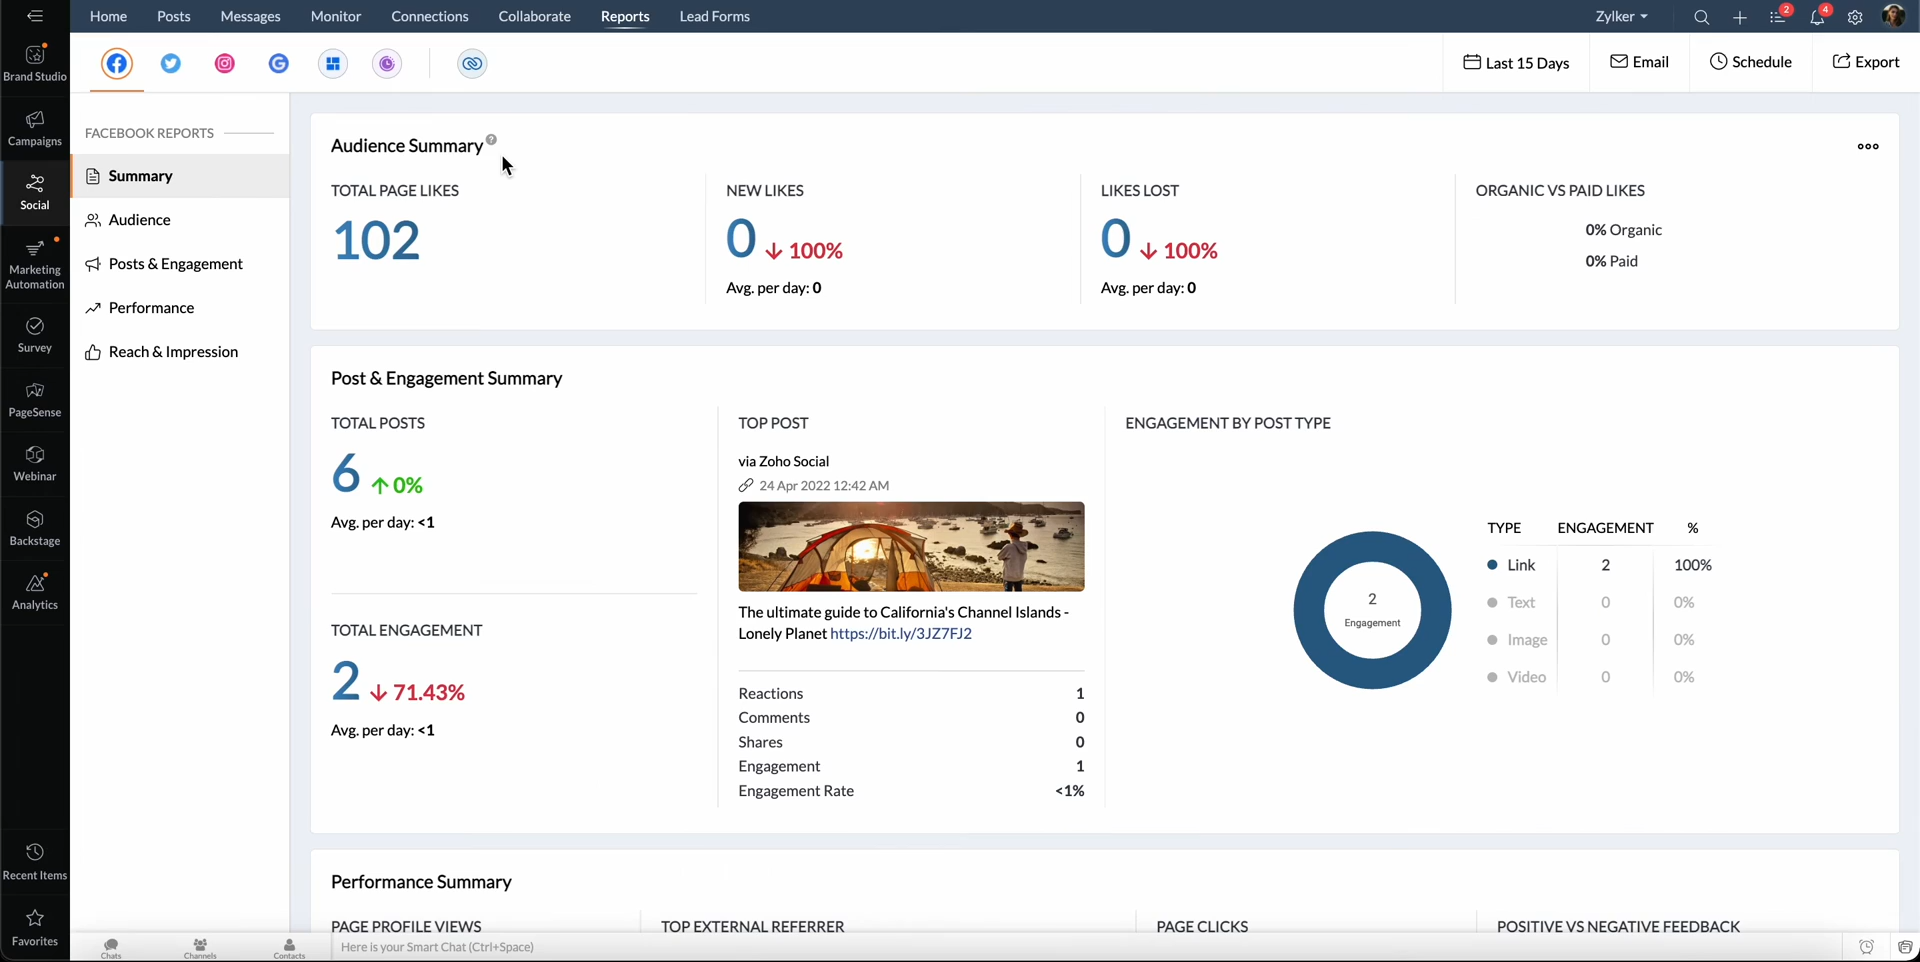 Home Posts Messages Monitor Connections Collaborate Reports Lead Forms Zylker 2 4
Brand Studio
Campaigns
Social
Marketing
Automation
Survey
PageSense
Webinar
Backstage
Analytics
Recent Items
Favorites
Last 15 Days Email Schedule Export
FACEBOOK REPORTS
Summary
Audience
Posts & Engagement
Performance
Reach & Impression
Audience Summary ?
TOTAL PAGE LIKES
102
NEW LIKES
0 ↓ 100%
Avg. per day: 0
LIKES LOST
0 ↓ 100%
Avg. per day: 0
ORGANIC VS PAID LIKES
0% Organic
0% Paid
Post & Engagement Summary
TOTAL POSTS
6 ↑ 0%
Avg. per day: <1
TOTAL ENGAGEMENT
2 ↓ 71.43%
Avg. per day: <1
TOP POST
via Zoho Social
24 Apr 2022 12:42 AM
The ultimate guide to California's Channel Islands -
Lonely Planet https://bit.ly/3JZ7FJ2
Reactions 1
Comments 0
Shares 0
Engagement 1
Engagement Rate <1%
ENGAGEMENT BY POST TYPE
2
Engagement
TYPE ENGAGEMENT %
Link 2 100%
Text 0 0%
Image 0 0%
Video 0 0%
Performance Summary
PAGE PROFILE VIEWS TOP EXTERNAL REFERRER PAGE CLICKS POSITIVE VS NEGATIVE FEEDBACK
Chats Channels Contacts Here is your Smart Chat (Ctrl+Space)